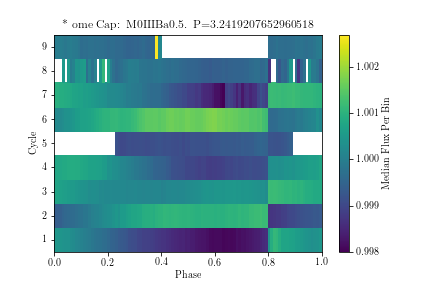 * ome Cap: M0IIIBa0.5. P=3.2419207652960518
9
8
7
6
5
4
3
2
1
Cycle
0.0 0.2 0.4 0.6 0.8 1.0
Phase
1.002
1.001
1.000
0.999
0.998
Median Flux Per Bin